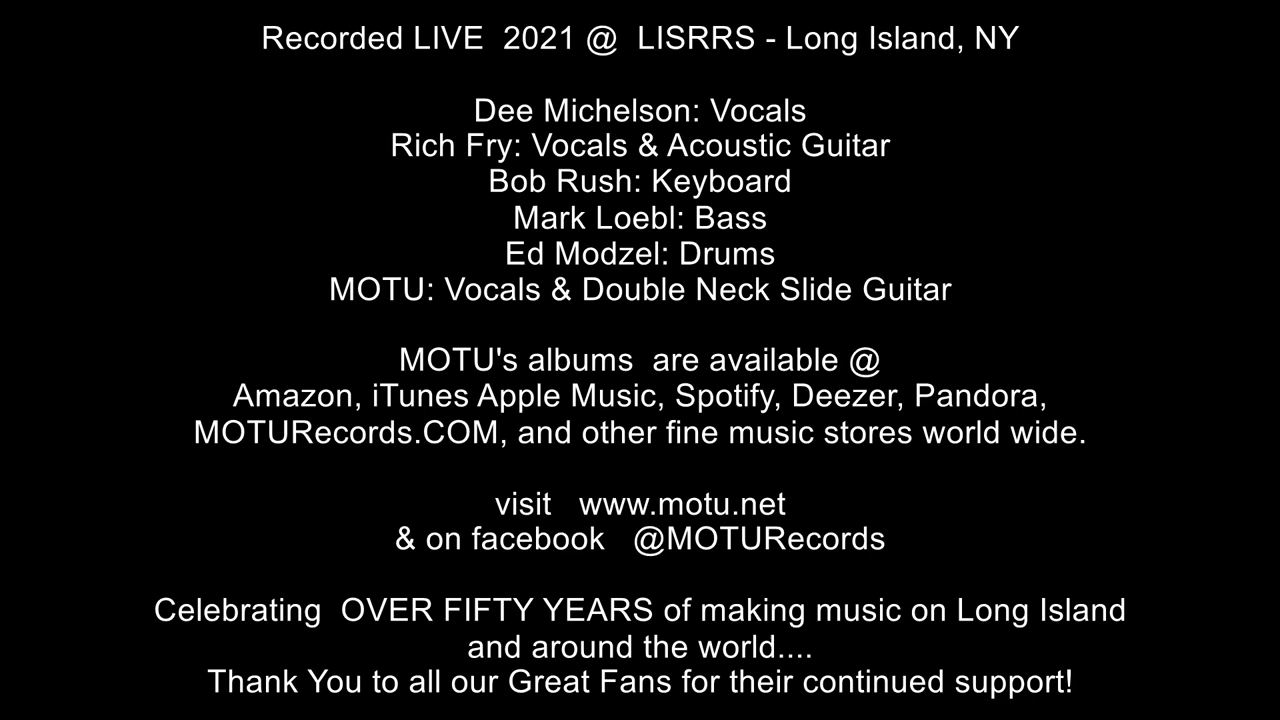 Recorded LIVE  2021 @  LISRRS - Long Island, NY
Dee Michelson: Vocals
Rich Fry: Vocals & Acoustic Guitar
Bob Rush: Keyboard
Mark Loebl: Bass
Ed Modzel: Drums
MOTU: Vocals & Double Neck Slide Guitar
MOTU's albums  are available @
Amazon, iTunes Apple Music, Spotify, Deezer, Pandora,
MOTURecords.COM, and other fine music stores world wide.
visit   www.motu.net
& on facebook   @MOTURecords
Celebrating  OVER FIFTY YEARS of making music on Long Island
and around the world....
Thank You to all our Great Fans for their continued support!